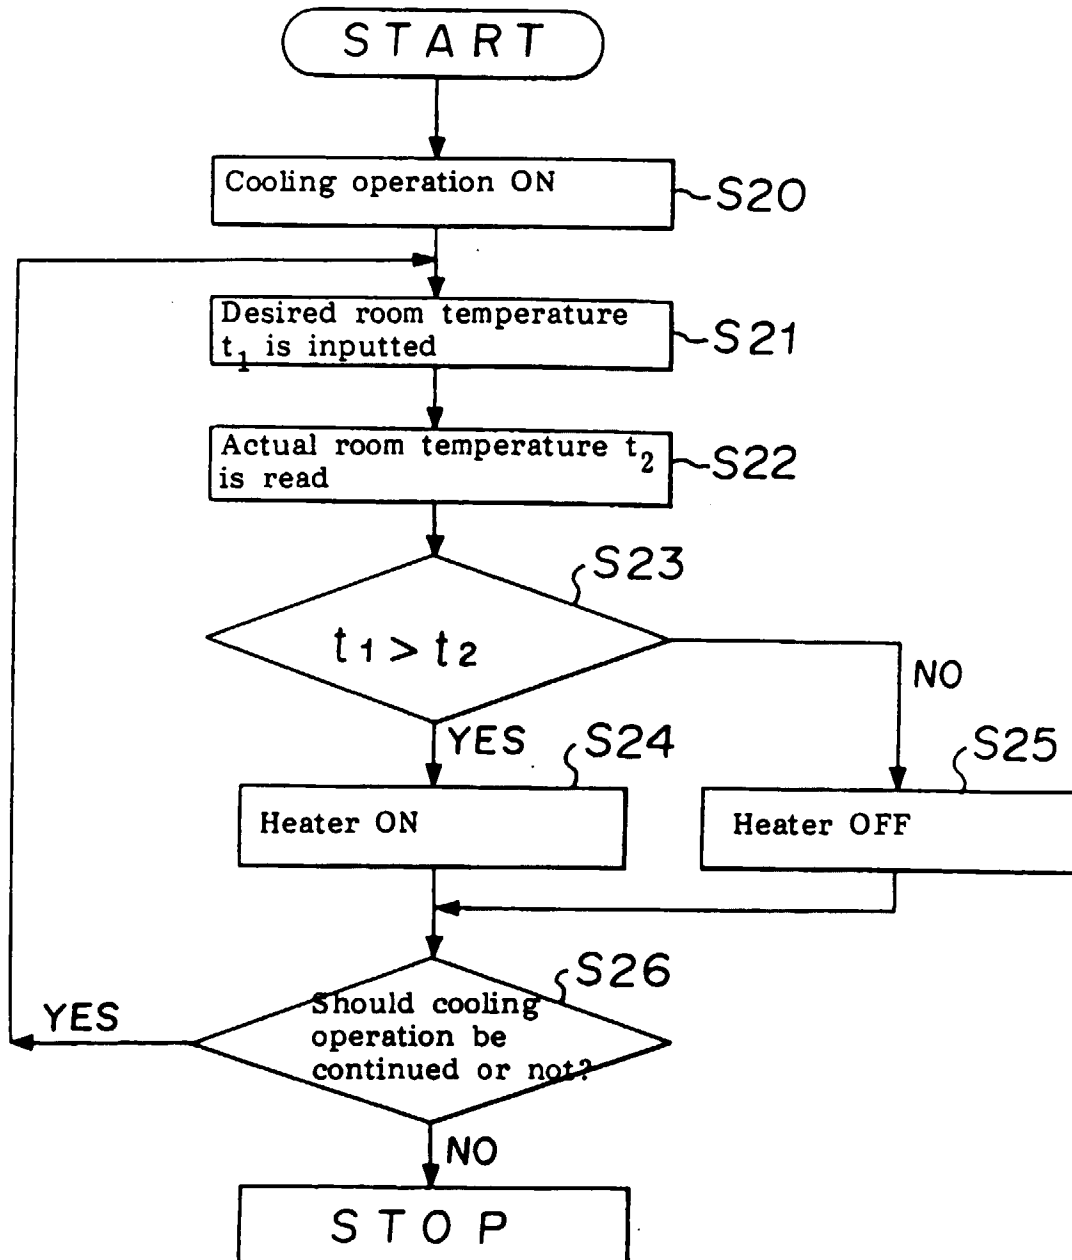 START
Cooling operation ON
S20
Desired room temperature
t₁ is inputted
S21
Actual room temperature t₂
is read
S22
S23
t₁ > t₂
NO
YES
S24
S25
Heater ON
Heater OFF
S26
Should cooling
operation be
continued or not?
YES
NO
STOP